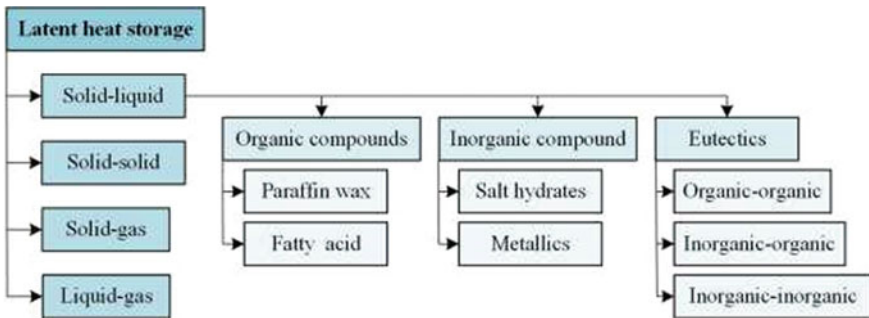 Latent heat storage
Solid-liquid
Organic compounds
Inorganic compound
Eutectics
Solid-solid
Paraffin wax
Salt hydrates
Organic-organic
Solid-gas
Fatty acid
Metallics
Inorganic-organic
Liquid-gas
Inorganic-inorganic